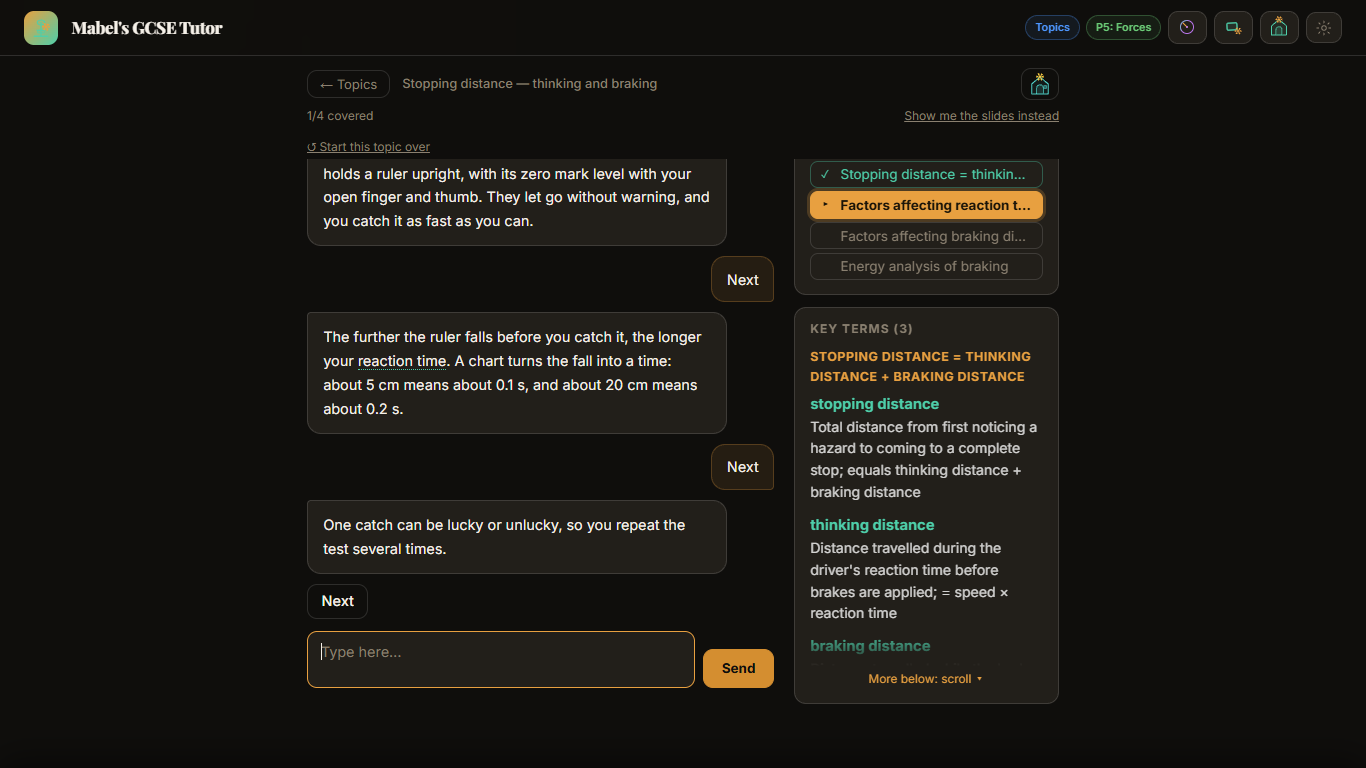 Mabel's GCSE Tutor
Topics
P5: Forces
← Topics
Stopping distance — thinking and braking
1/4 covered
Show me the slides instead
↺ Start this topic over
holds a ruler upright, with its zero mark level with your
open finger and thumb. They let go without warning, and
you catch it as fast as you can.
Next
The further the ruler falls before you catch it, the longer
your reaction time. A chart turns the fall into a time:
about 5 cm means about 0.1 s, and about 20 cm means
about 0.2 s.
Next
One catch can be lucky or unlucky, so you repeat the
test several times.
Next
Type here...
Send
✓ Stopping distance = thinkin...
‣ Factors affecting reaction t...
Factors affecting braking di...
Energy analysis of braking
KEY TERMS (3)
STOPPING DISTANCE = THINKING
DISTANCE + BRAKING DISTANCE
stopping distance
Total distance from first noticing a
hazard to coming to a complete
stop; equals thinking distance +
braking distance
thinking distance
Distance travelled during the
driver's reaction time before
brakes are applied; = speed ×
reaction time
braking distance
More below: scroll ▾